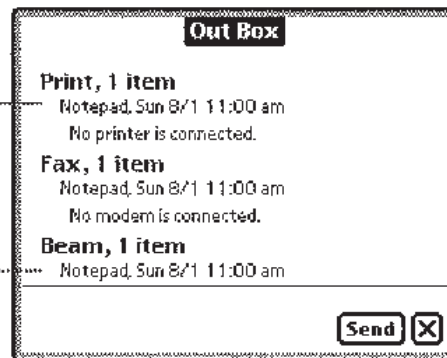 Out Box
Print, 1 item
Notepad, Sun 8/1 11:00 am
No printer is connected.
Fax, 1 item
Notepad, Sun 8/1 11:00 am
No modem is connected.
Beam, 1 item
Notepad, Sun 8/1 11:00 am
Send